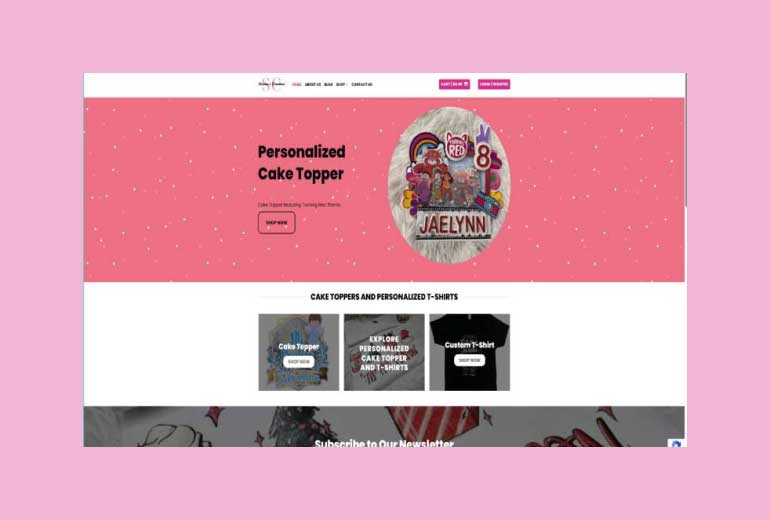 SC
HOME ABOUT US BLOG SHOP CONTACT US
CART / $0.00
LOGIN / REGISTER
Personalized
Cake Topper
Cake Topper featuring Turning Red theme.
SHOP NOW
TURNING
RED
8
JAELYNN
CAKE TOPPERS AND PERSONALIZED T-SHIRTS
Cake Topper
SHOP NOW
EXPLORE
PERSONALIZED
CAKE TOPPER
AND T-SHIRTS
Custom T-Shirt
SHOP NOW
Subscribe to Our Newsletter